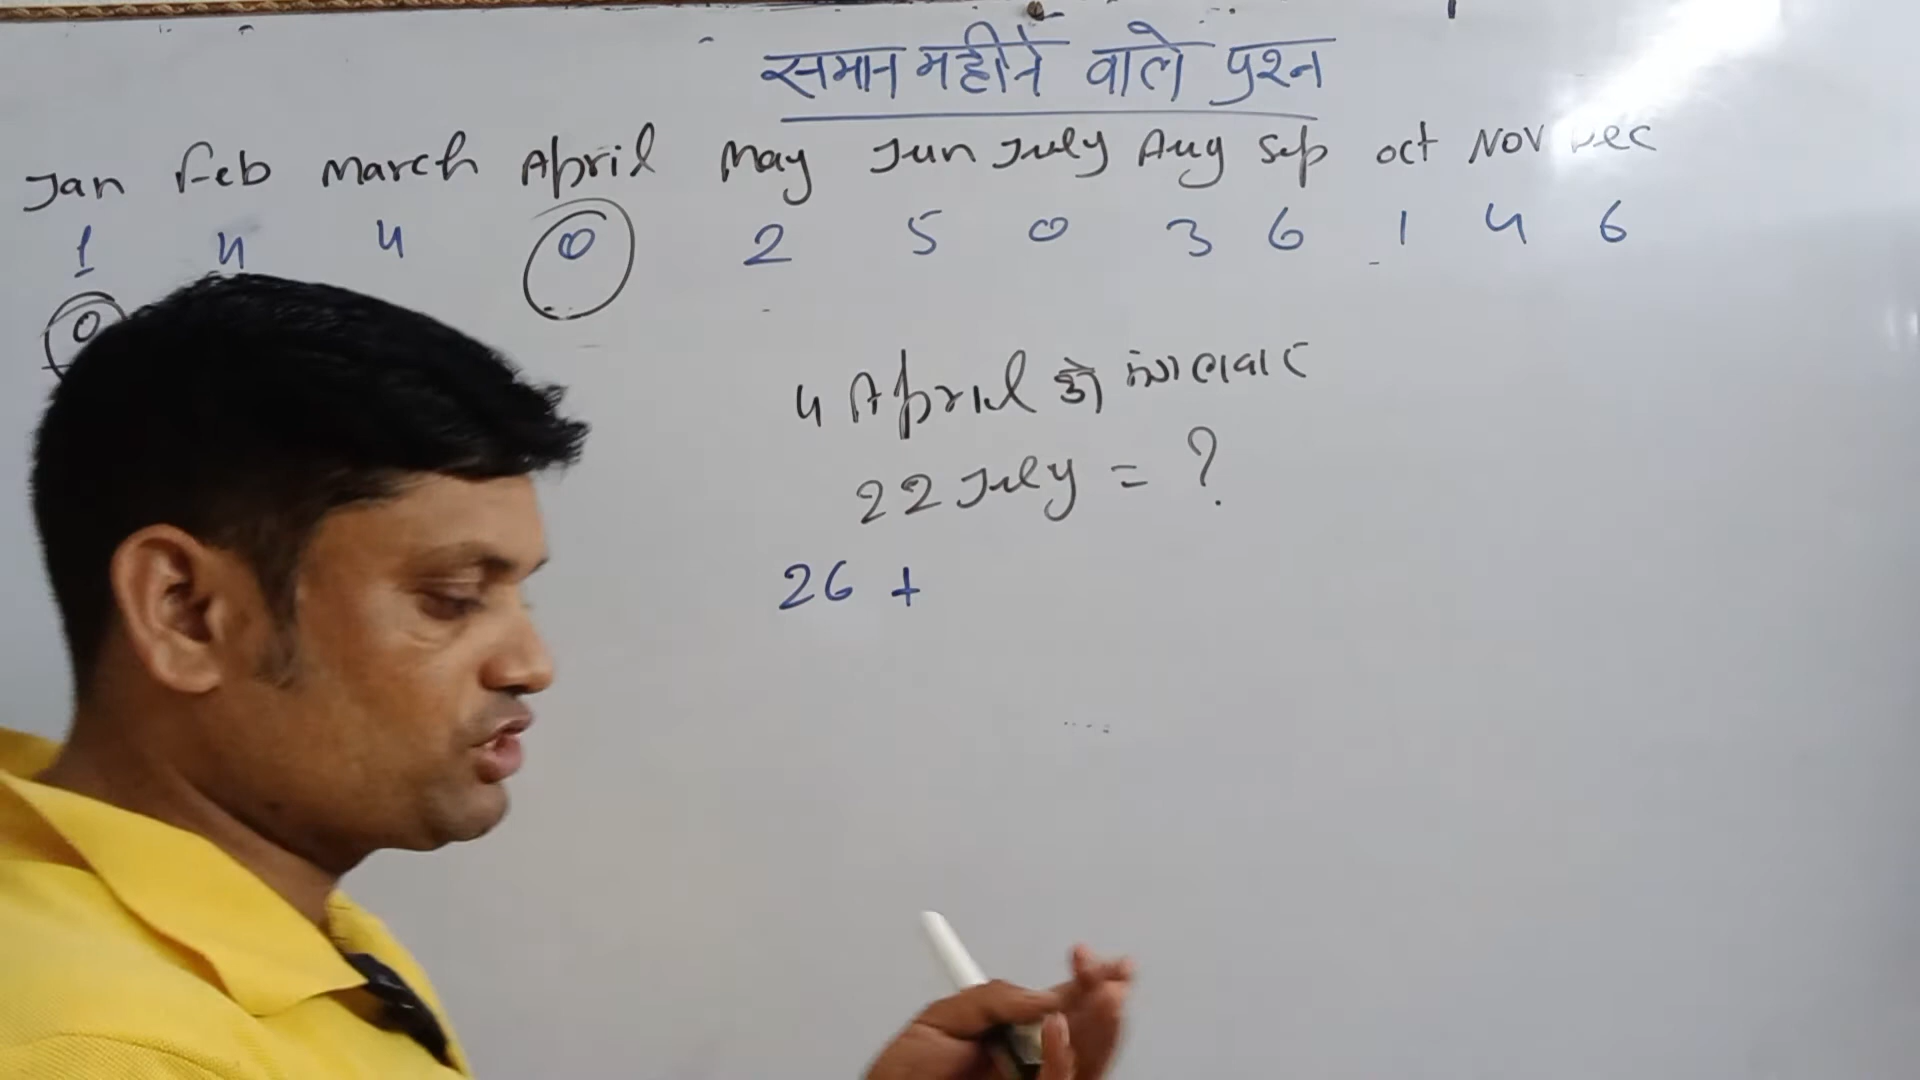 समान महीने वाले प्रश्न
Jan Feb March April May Jun July Aug Sep oct NOV Dec
1 4 4 0 2 5 0 3 6 1 4 6
0
4 April को मंगलवार
22 July = ?
26 +